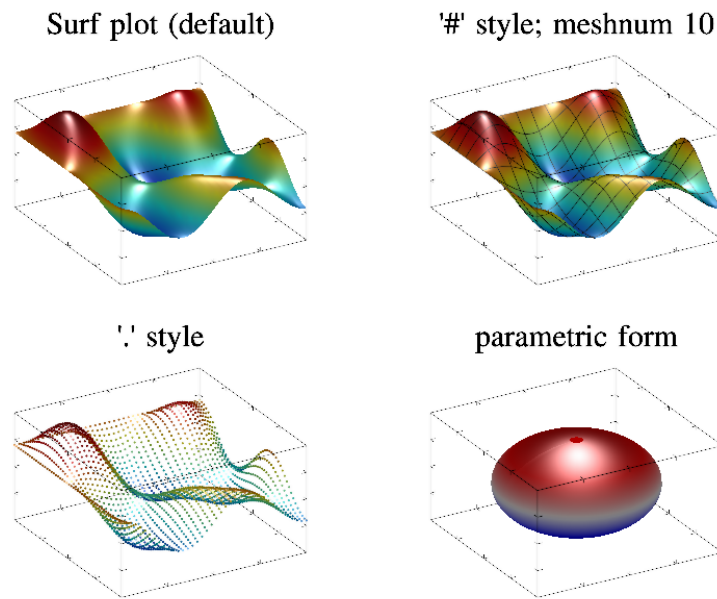 Surf plot (default)
'#' style; meshnum 10
'.' style
parametric form